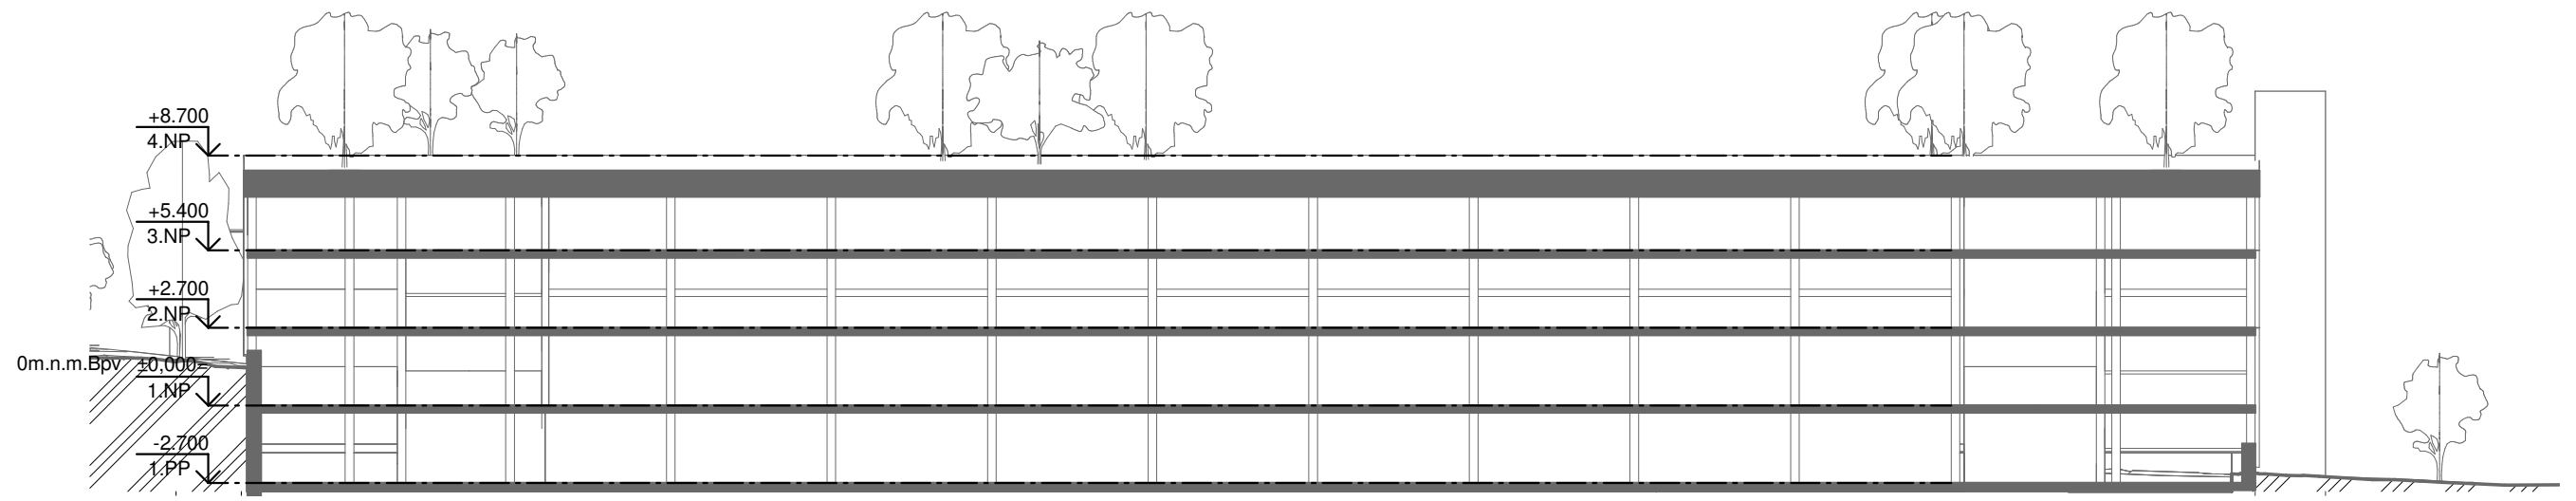 +8.700
4.NP
+5.400
3.NP
+2.700
2.NP
0m.n.m.Bpv ±0,000=
1.NP
-2.700
1.PP